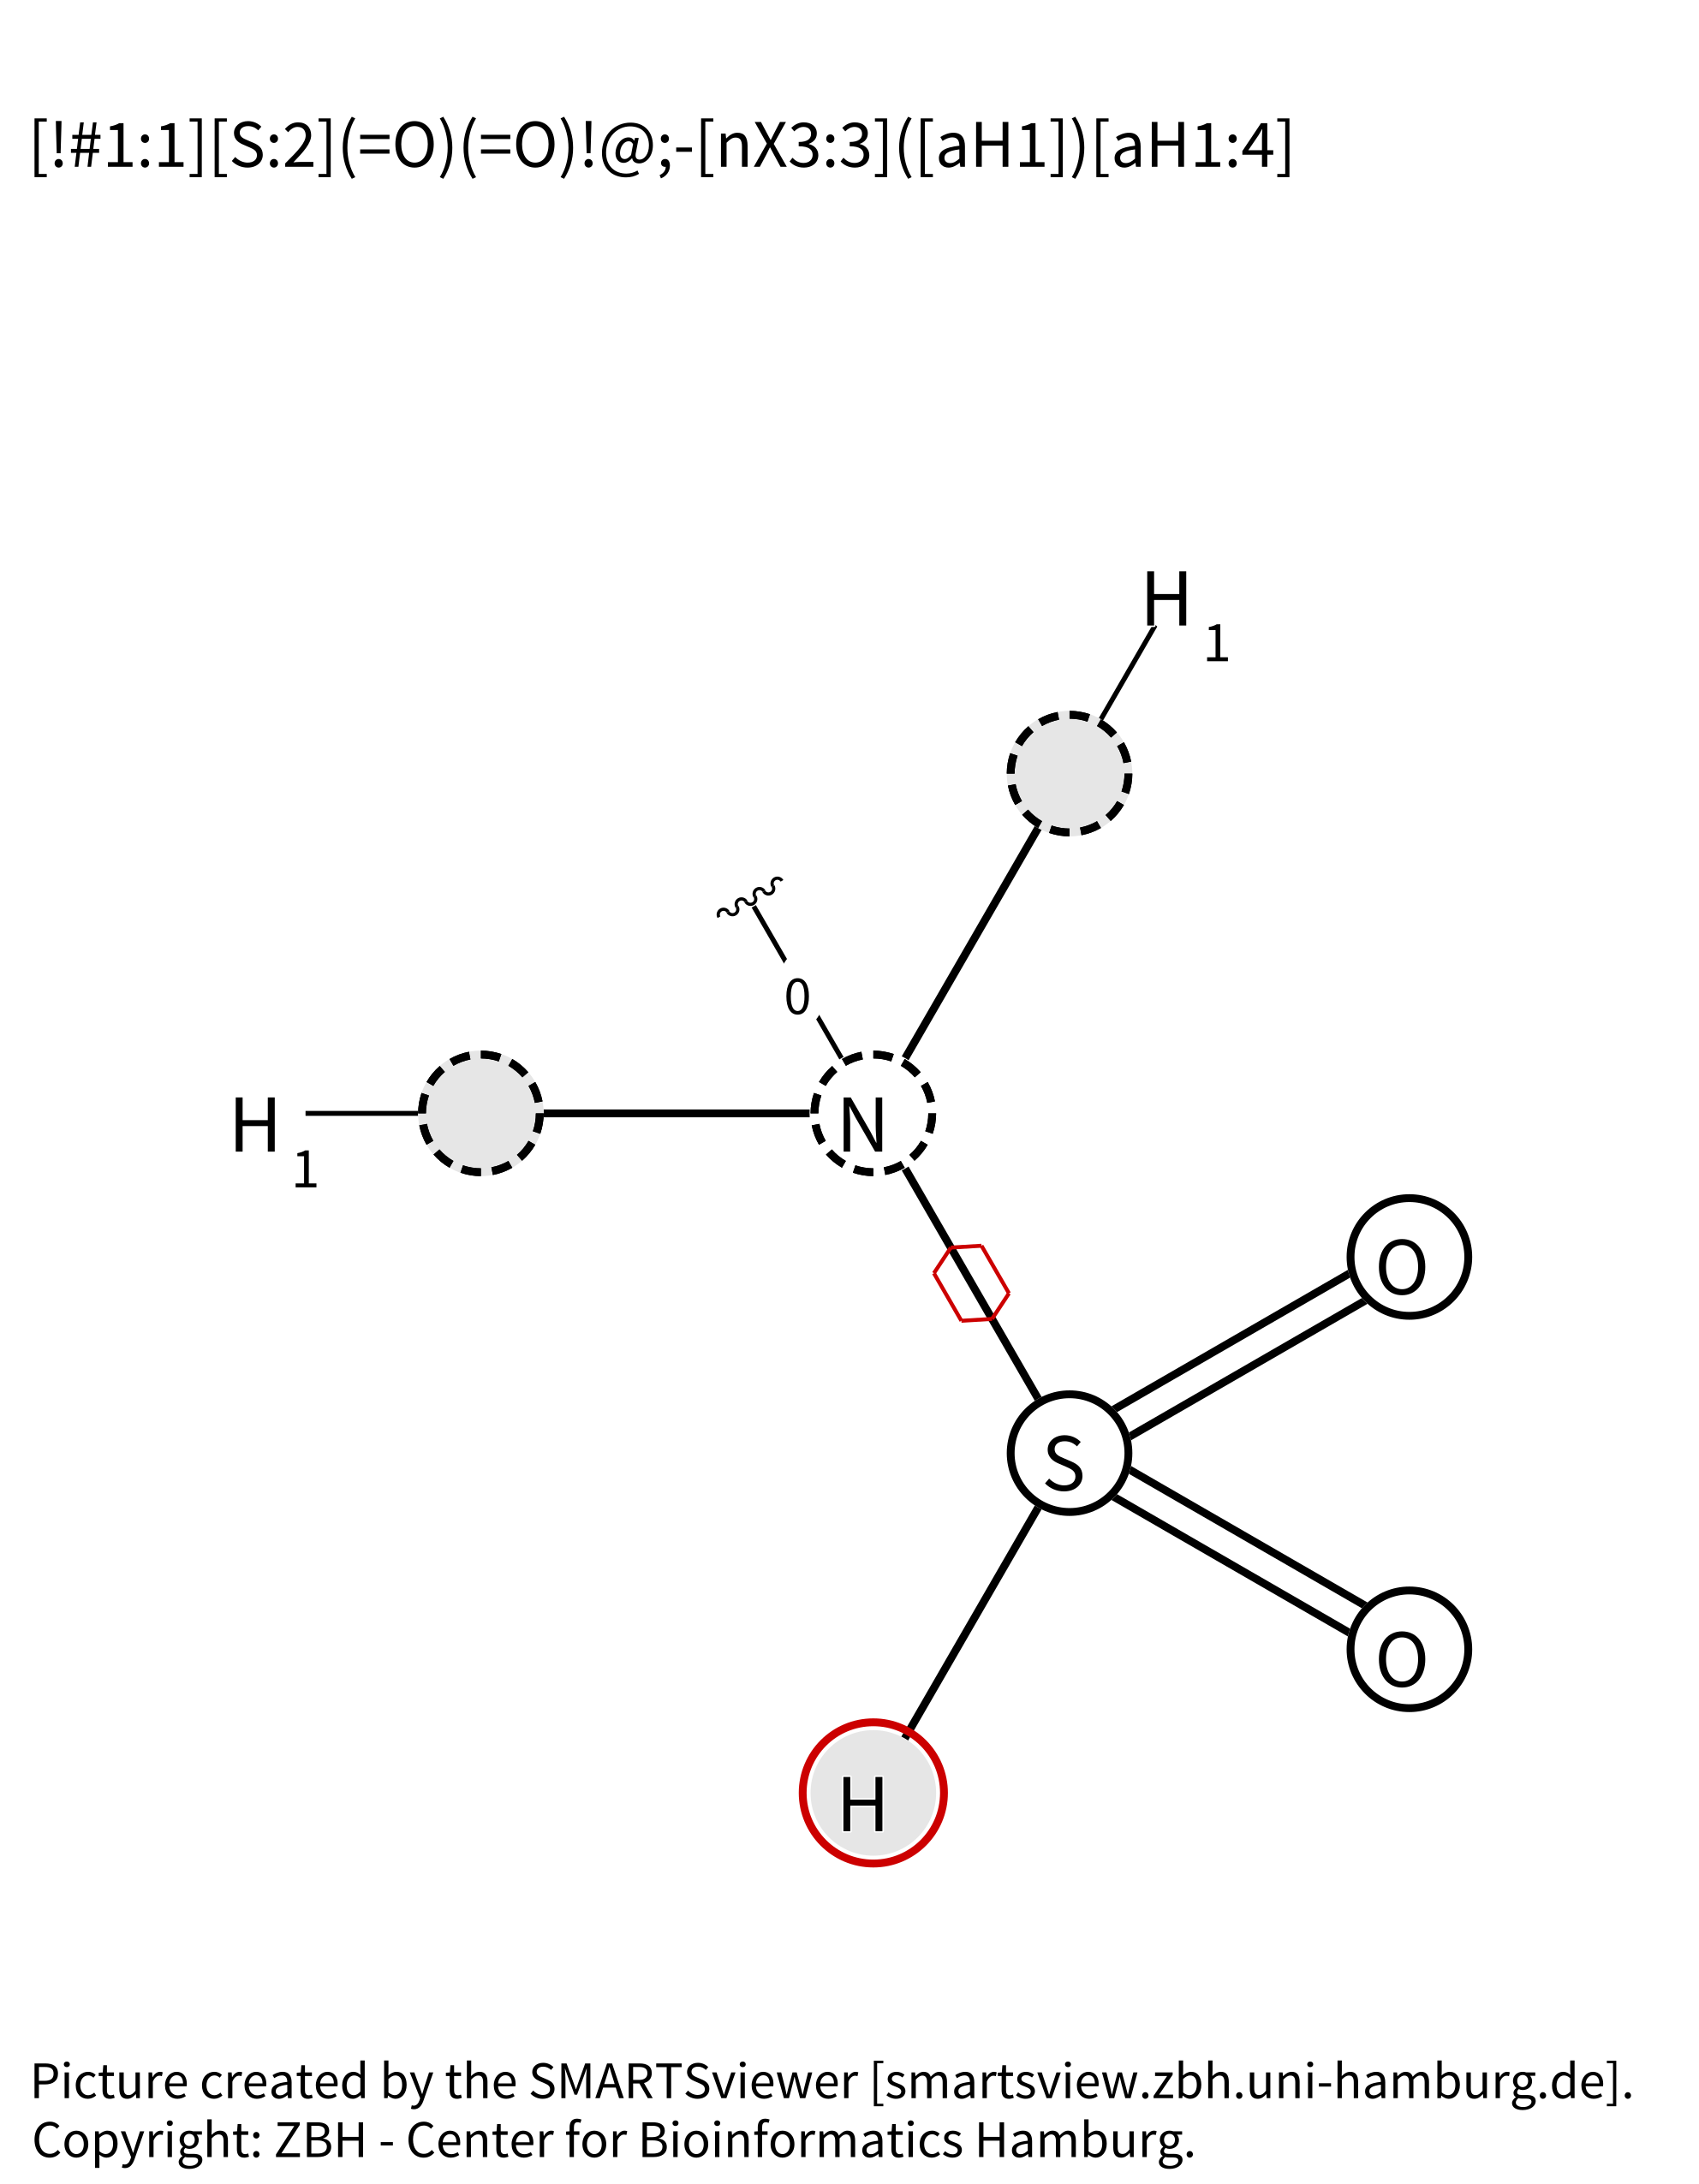 [!#1:1][S:2](=O)(=O)!@;-[nX3:3]([aH1])[aH1:4]
H
1
0
H
1
N
O
S
O
H
Picture created by the SMARTSviewer [smartsview.zbh.uni-hamburg.de].
Copyright: ZBH - Center for Bioinformatics Hamburg.